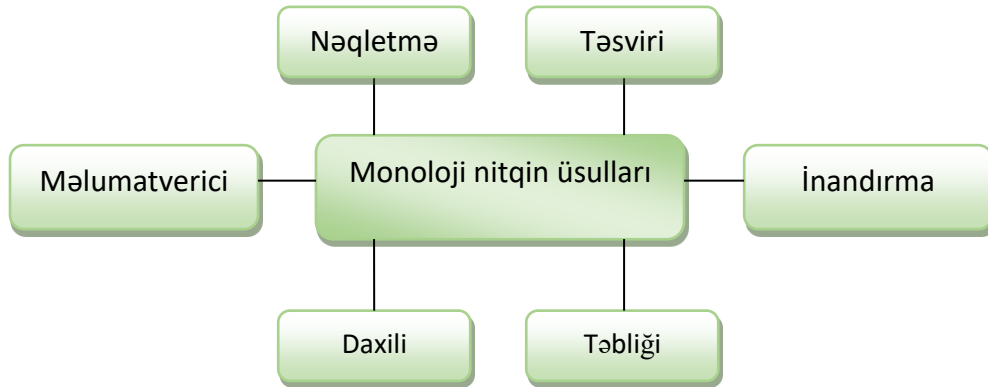 Nəqletmə
Təsviri
Məlumatverici
Monoloji nitqin üsulları
İnandırma
Daxili
Təbliği